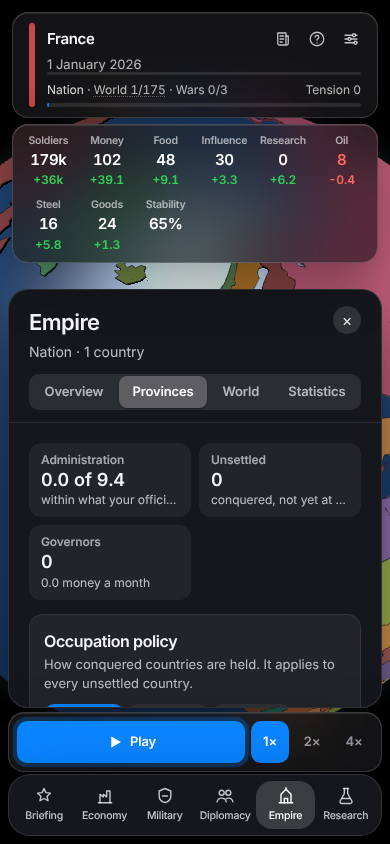 France
1 January 2026
Nation · World 1/175 · Wars 0/3
Tension 0
Soldiers Money Food Influence Research Oil
179k 102 48 30 0 8
+36k +39.1 +9.1 +3.3 +6.2 -0.4
Steel Goods Stability
16 24 65%
+5.8 +1.3
Empire
×
Nation · 1 country
Overview Provinces World Statistics
Administration
0.0 of 9.4
within what your offici...
Unsettled
0
conquered, not yet at ...
Governors
0
0.0 money a month
Occupation policy
How conquered countries are held. It applies to
every unsettled country.
Play 1× 2× 4×
Briefing Economy Military Diplomacy Empire Research